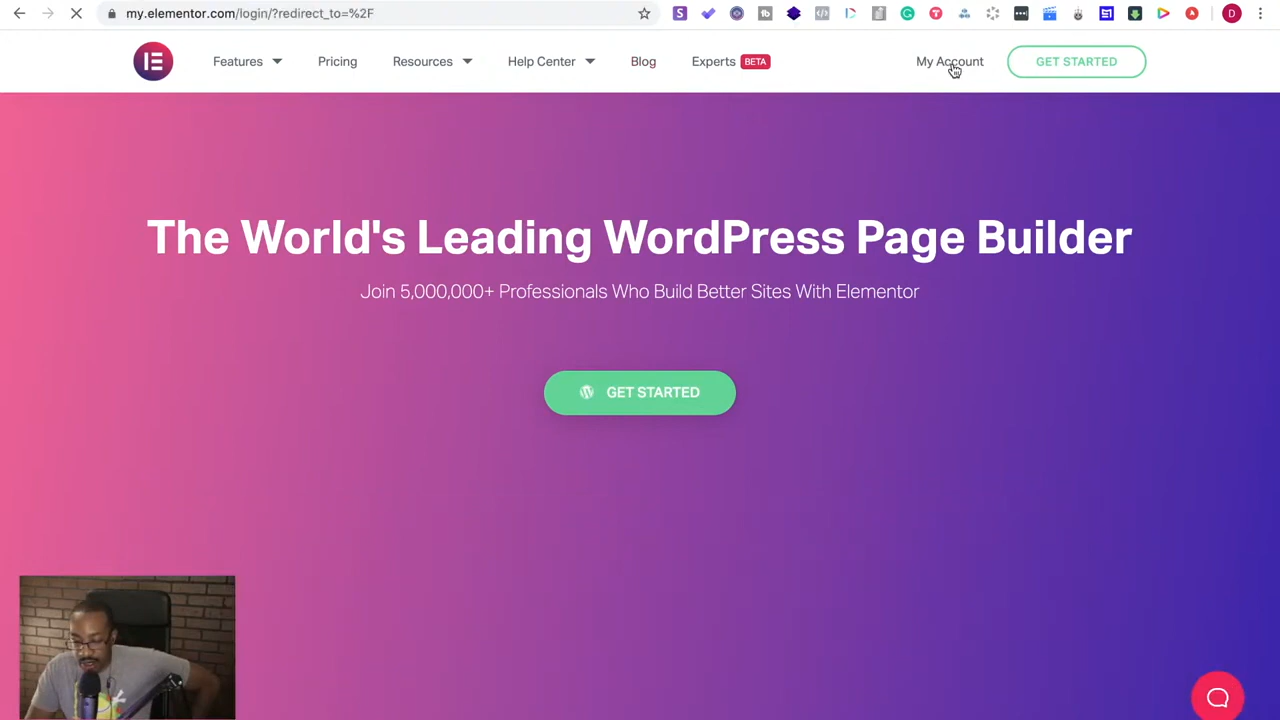 my.elementor.com/login/?redirect_to=%2F
Features
Pricing
Resources
Help Center
Blog
Experts BETA
My Account
GET STARTED
The World's Leading WordPress Page Builder
Join 5,000,000+ Professionals Who Build Better Sites With Elementor
GET STARTED